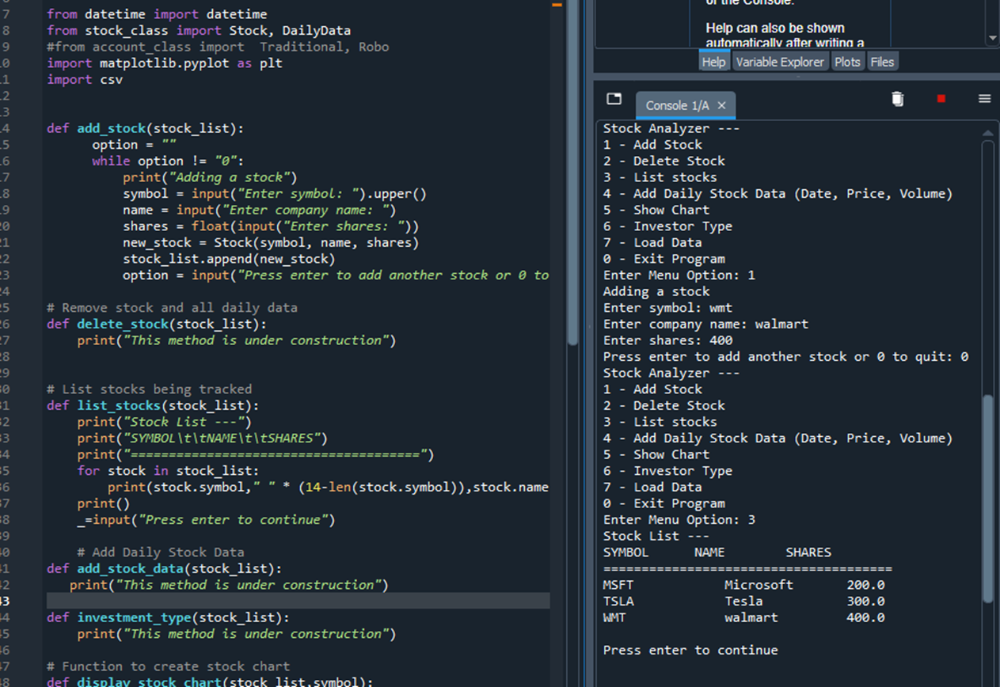 from datetime import datetime
from stock_class import Stock, DailyData
#from account_class import  Traditional, Robo
import matplotlib.pyplot as plt
import csv
def add_stock(stock_list):
option = ""
while option != "0":
print("Adding a stock")
symbol = input("Enter symbol: ").upper()
name = input("Enter company name: ")
shares = float(input("Enter shares: "))
new_stock = Stock(symbol, name, shares)
stock_list.append(new_stock)
option = input("Press enter to add another stock or 0 to
# Remove stock and all daily data
def delete_stock(stock_list):
print("This method is under construction")
# List stocks being tracked
def list_stocks(stock_list):
print("Stock List ---")
print("SYMBOL\t\tNAME\t\tSHARES")
print("======================================")
for stock in stock_list:
print(stock.symbol," " * (14-len(stock.symbol)),stock.name
print()
_=input("Press enter to continue")
# Add Daily Stock Data
def add_stock_data(stock_list):
print("This method is under construction")
def investment_type(stock_list):
print("This method is under construction")
# Function to create stock chart
def display_stock_chart(stock_list,symbol):
of the Console.
Help can also be shown
automatically after writing a
Help
Variable Explorer
Plots
Files
Console 1/A
Stock Analyzer ---
1 - Add Stock
2 - Delete Stock
3 - List stocks
4 - Add Daily Stock Data (Date, Price, Volume)
5 - Show Chart
6 - Investor Type
7 - Load Data
0 - Exit Program
Enter Menu Option: 1
Adding a stock
Enter symbol: wmt
Enter company name: walmart
Enter shares: 400
Press enter to add another stock or 0 to quit: 0
Stock Analyzer ---
1 - Add Stock
2 - Delete Stock
3 - List stocks
4 - Add Daily Stock Data (Date, Price, Volume)
5 - Show Chart
6 - Investor Type
7 - Load Data
0 - Exit Program
Enter Menu Option: 3
Stock List ---
SYMBOL NAME SHARES
======================================
MSFT Microsoft 200.0
TSLA Tesla 300.0
WMT walmart 400.0
Press enter to continue